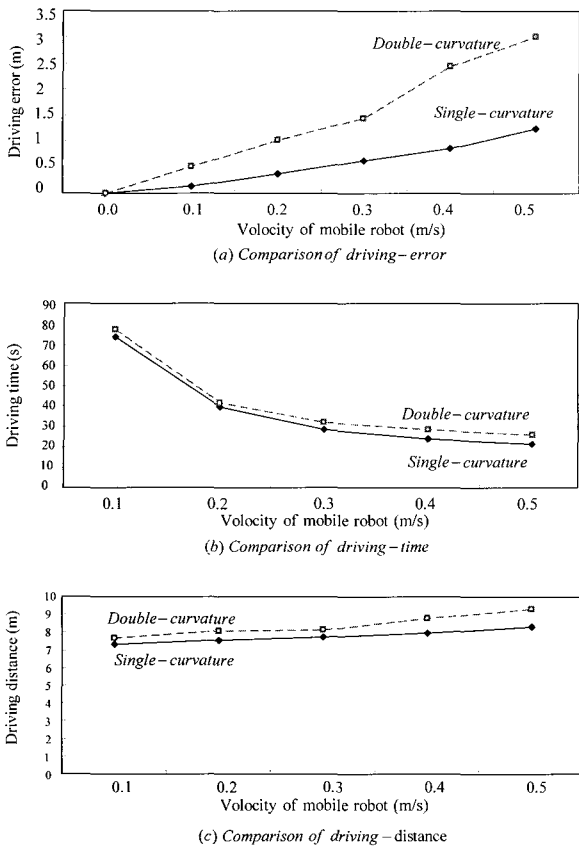 3.5
3
2.5
2
1.5
1
0.5
0
Driving error (m)
Double-curvature
Single-curvature
0.0 0.1 0.2 0.3 0.4 0.5
Volocity of mobile robot (m/s)
(a) Comparison of driving-error
90
80
70
60
50
40
30
20
10
0
Driving time (s)
Double-curvature
Single-curvature
0.1 0.2 0.3 0.4 0.5
Volocity of mobile robot (m/s)
(b) Comparison of driving-time
10
9
8
7
6
5
4
3
2
1
0
Driving distance (m)
Double-curvature
Single-curvature
0.1 0.2 0.3 0.4 0.5
Volocity of mobile robot (m/s)
(c) Comparison of driving-distance